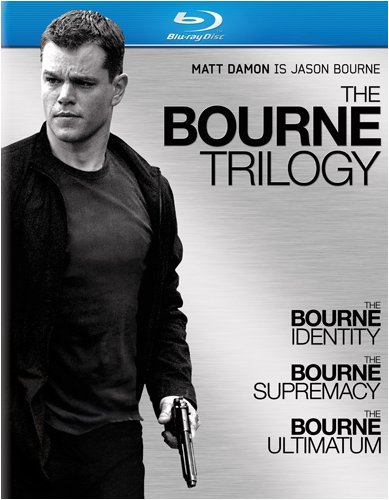 Blu-ray Disc
MATT DAMON IS JASON BOURNE
THE
BOURNE
TRILOGY
THE
BOURNE
IDENTITY
THE
BOURNE
SUPREMACY
THE
BOURNE
ULTIMATUM